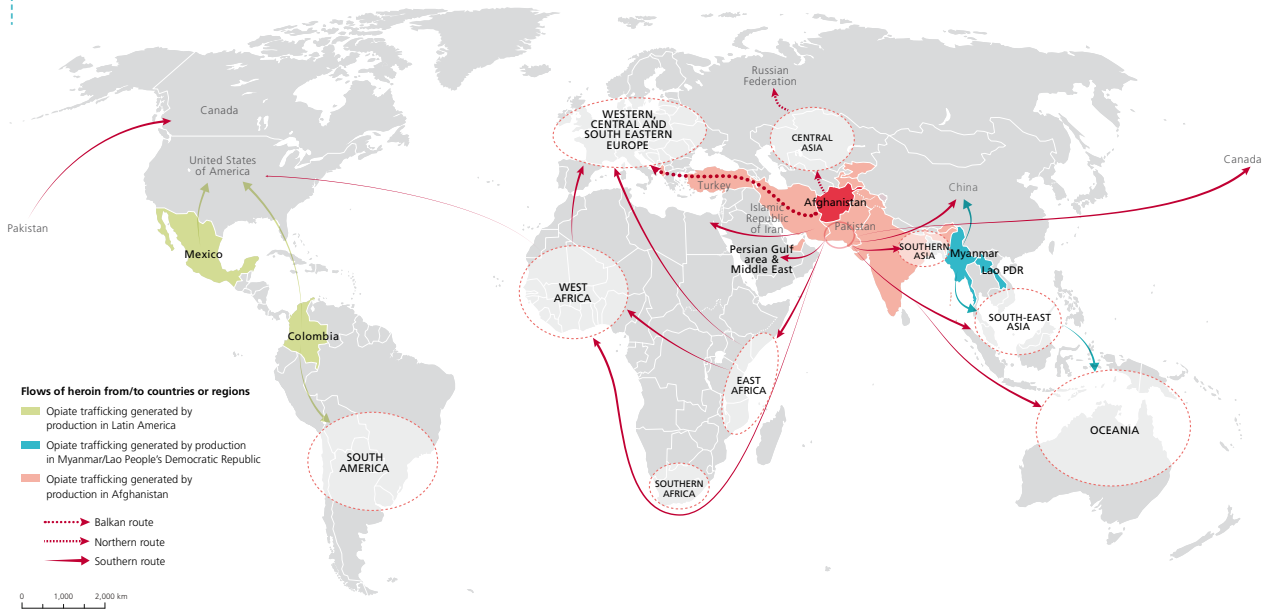 Russian
Federation
Canada
WESTERN,
CENTRAL AND
SOUTH EASTERN
EUROPE
CENTRAL
ASIA
United States
of America
Canada
Turkey
China
Islamic
Republic
of Iran
Afghanistan
Pakistan
Pakistan
Mexico
Persian Gulf
area &
Middle East
SOUTHERN
ASIA
Myanmar
Lao PDR
WEST
AFRICA
SOUTH-EAST
ASIA
Colombia
EAST
AFRICA
OCEANIA
SOUTH
AMERICA
SOUTHERN
AFRICA
Flows of heroin from/to countries or regions
Opiate trafficking generated by
production in Latin America
Opiate trafficking generated by production
in Myanmar/Lao People's Democratic Republic
Opiate trafficking generated by
production in Afghanistan
Balkan route
Northern route
Southern route
0 1,000 2,000 km